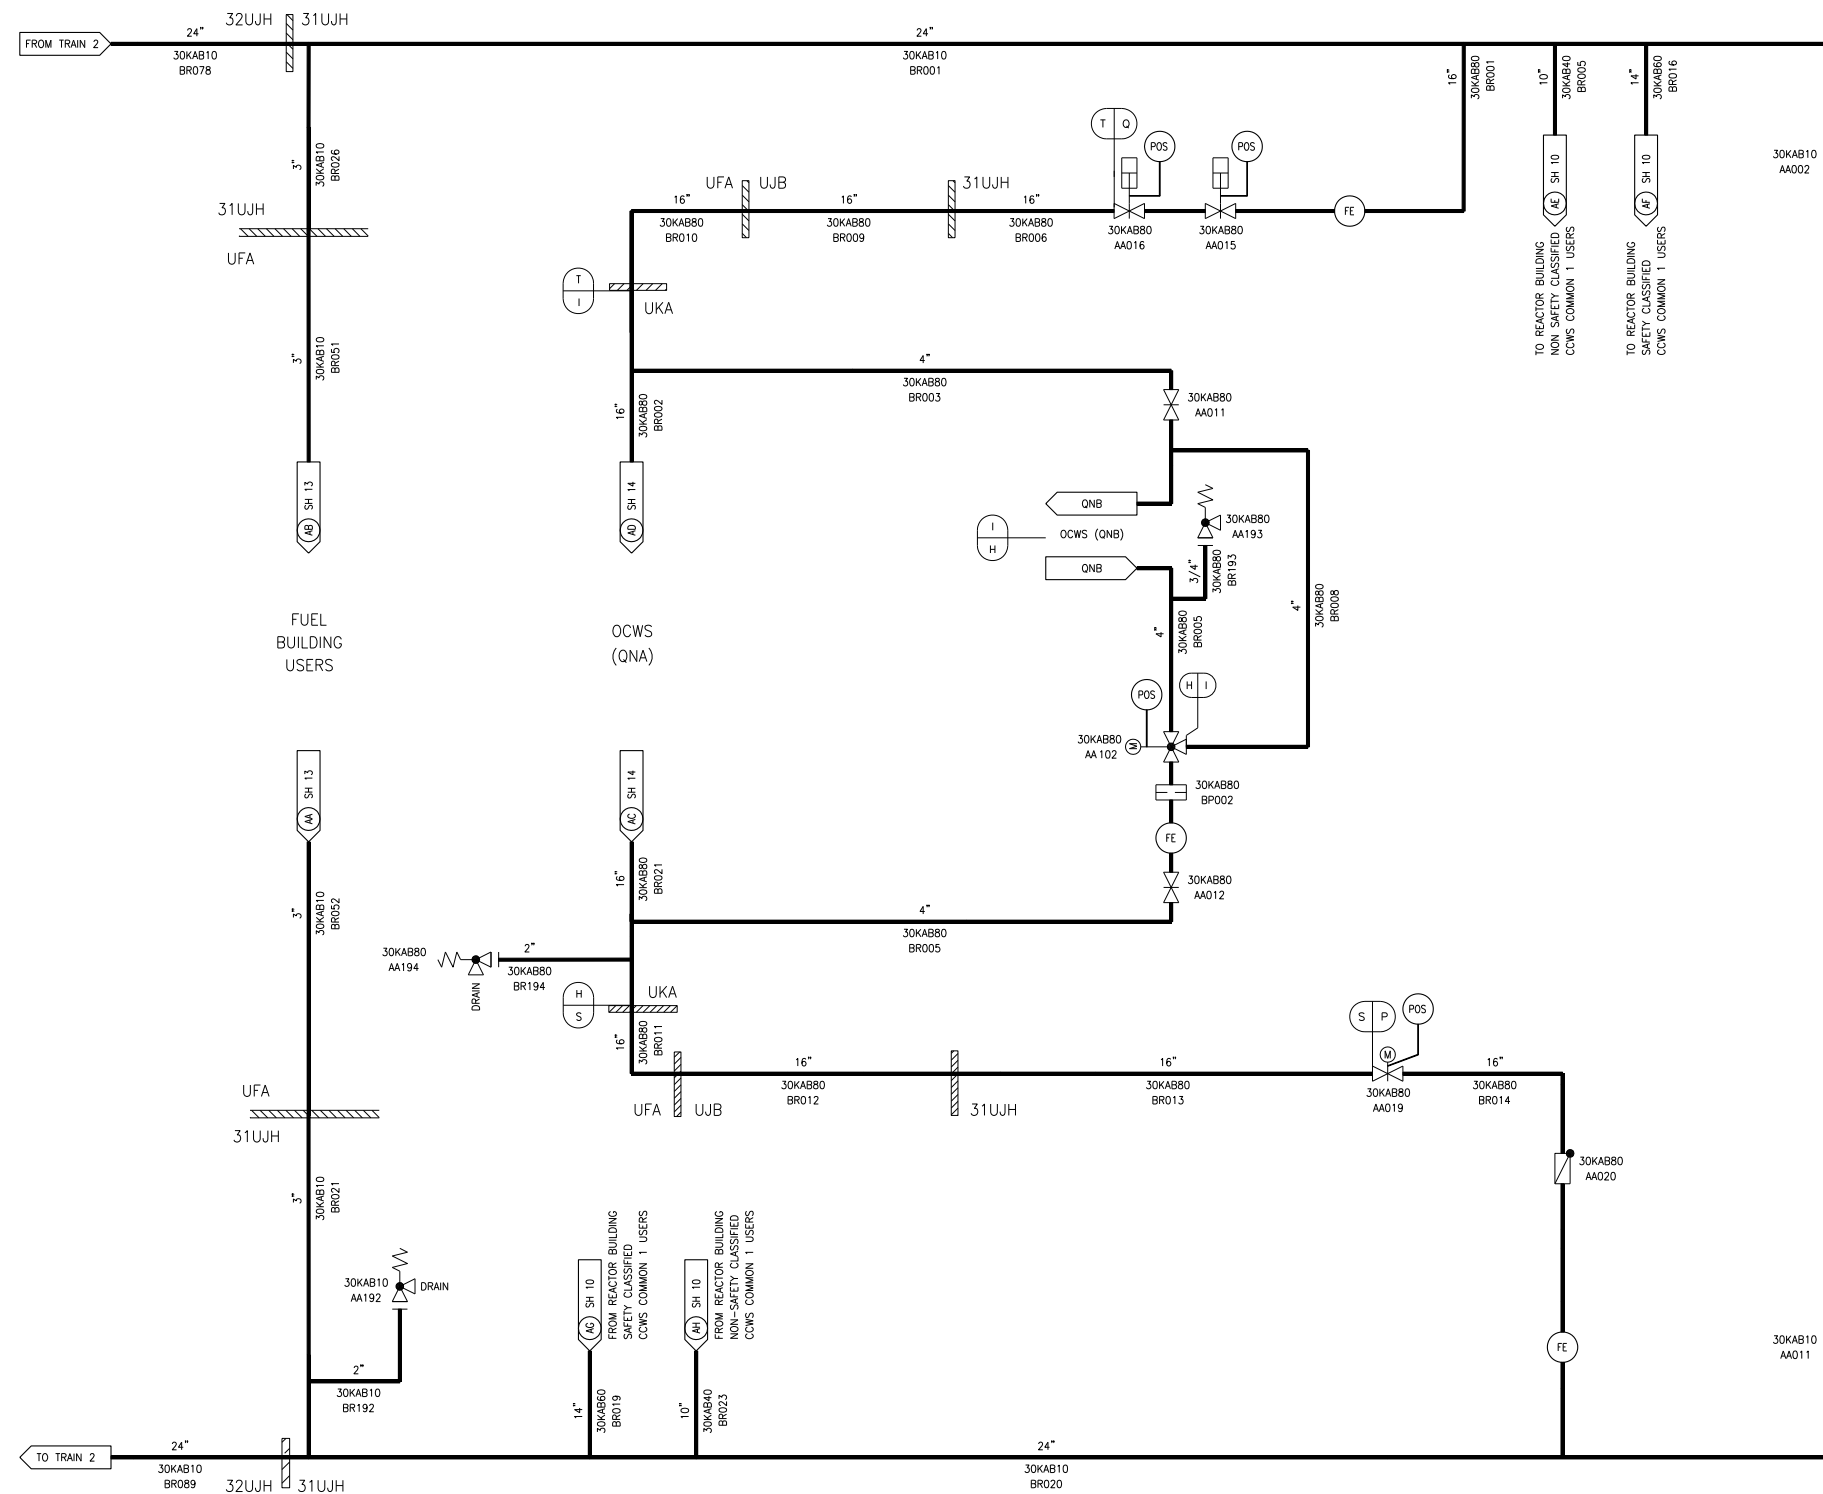 32UJH 31UJH
FROM TRAIN 2
24"
30KAB10
BR078
24"
30KAB10
BR001
16"
30KAB80
BR001
10"
30KAB40
BR005
14"
30KAB60
BR016
30KAB10
AA002
3"
30KAB10
BR026
31UJH
UFA
3"
30KAB10
BR051
AB SH 13
T Q
POS
POS
UFA UJB
31UJH
16"
30KAB80
BR010
16"
30KAB80
BR009
16"
30KAB80
BR006
30KAB80
AA016
30KAB80
AA015
FE
AE SH 10
TO REACTOR BUILDING
NON SAFETY CLASSIFIED
CCWS COMMON 1 USERS
AF SH 10
TO REACTOR BUILDING
SAFETY CLASSIFIED
CCWS COMMON 1 USERS
T
I
UKA
4"
30KAB80
BR003
16"
30KAB80
BR002
AD SH 14
30KAB80
AA011
QNB
I
H
OCWS (QNB)
QNB
30KAB80
AA193
3/4"
30KAB80
BR193
4"
30KAB80
BR005
4"
30KAB80
BR008
FUEL
BUILDING
USERS
OCWS
(QNA)
POS
H I
30KAB80
AA102
M
30KAB80
BP002
FE
30KAB80
AA012
AA SH 13
AC SH 14
16"
30KAB80
BR021
3"
30KAB10
BR052
4"
30KAB80
BR005
30KAB80
AA194
DRAIN
2"
30KAB80
BR194
H
S
UKA
16"
30KAB80
BR011
S P
POS
M
16"
30KAB80
BR012
16"
30KAB80
BR013
16"
30KAB80
BR014
30KAB80
AA019
UFA UJB
31UJH
UFA
31UJH
30KAB80
AA020
3"
30KAB10
BR021
30KAB10
AA192
DRAIN
2"
30KAB10
BR192
AG SH 10
FROM REACTOR BUILDING
SAFETY CLASSIFIED
CCWS COMMON 1 USERS
AH SH 10
FROM REACTOR BUILDING
NON-SAFETY CLASSIFIED
CCWS COMMON 1 USERS
14"
30KAB60
BR019
10"
30KAB40
BR023
FE
30KAB10
AA011
TO TRAIN 2
24"
30KAB10
BR089
32UJH 31UJH
24"
30KAB10
BR020